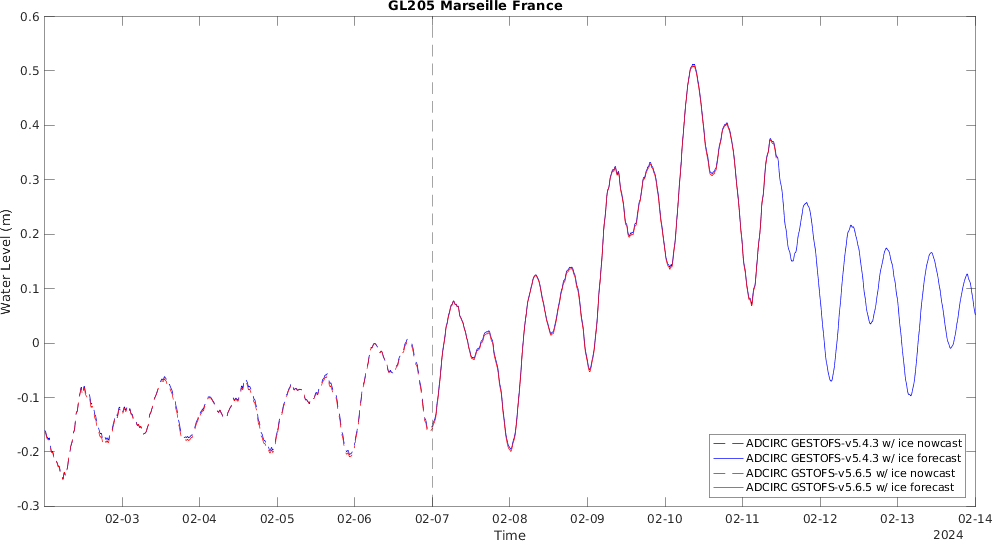 GL205 Marseille France
0.6
0.5
0.4
0.3
0.2
0.1
0
-0.1
-0.2
-0.3
Water Level (m)
ADCIRC GESTOFS-v5.4.3 w/ ice nowcast
ADCIRC GESTOFS-v5.4.3 w/ ice forecast
ADCIRC GSTOFS-v5.6.5 w/ ice nowcast
ADCIRC GSTOFS-v5.6.5 w/ ice forecast
02-03 02-04 02-05 02-06 02-07 02-08 02-09 02-10 02-11 02-12 02-13 02-14
Time
2024